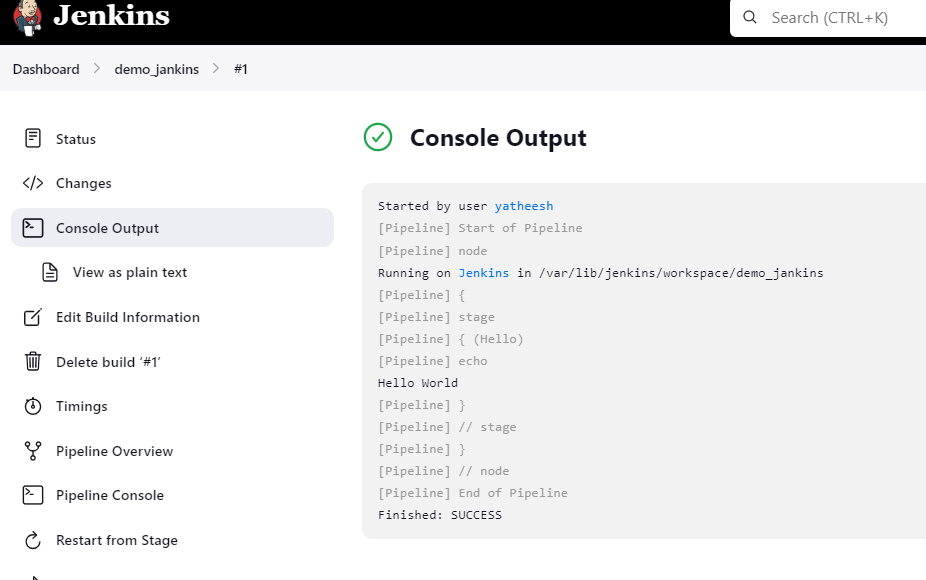 Jenkins
Search (CTRL+K)
Dashboard > demo_jankins > #1
Status
Changes
Console Output
View as plain text
Edit Build Information
Delete build ‘#1’
Timings
Pipeline Overview
Pipeline Console
Restart from Stage
Console Output
Started by user yatheesh
[Pipeline] Start of Pipeline
[Pipeline] node
Running on Jenkins in /var/lib/jenkins/workspace/demo_jankins
[Pipeline] {
[Pipeline] stage
[Pipeline] { (Hello)
[Pipeline] echo
Hello World
[Pipeline] }
[Pipeline] // stage
[Pipeline] }
[Pipeline] // node
[Pipeline] End of Pipeline
Finished: SUCCESS